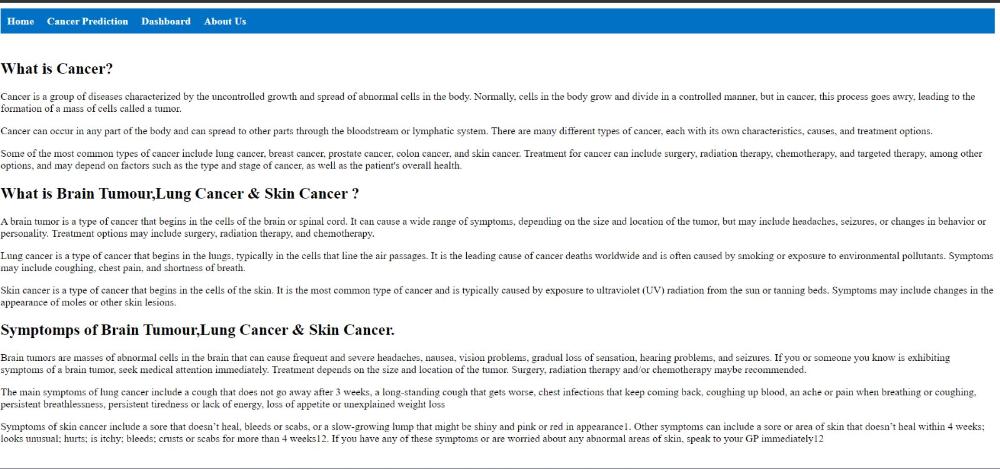 Home Cancer Prediction Dashboard About Us
What is Cancer?
Cancer is a group of diseases characterized by the uncontrolled growth and spread of abnormal cells in the body. Normally, cells in the body grow and divide in a controlled manner, but in cancer, this process goes awry, leading to the
formation of a mass of cells called a tumor.
Cancer can occur in any part of the body and can spread to other parts through the bloodstream or lymphatic system. There are many different types of cancer, each with its own characteristics, causes, and treatment options.
Some of the most common types of cancer include lung cancer, breast cancer, prostate cancer, colon cancer, and skin cancer. Treatment for cancer can include surgery, radiation therapy, chemotherapy, and targeted therapy, among other
options, and may depend on factors such as the type and stage of cancer, as well as the patient's overall health.
What is Brain Tumour,Lung Cancer & Skin Cancer ?
A brain tumor is a type of cancer that begins in the cells of the brain or spinal cord. It can cause a wide range of symptoms, depending on the size and location of the tumor, but may include headaches, seizures, or changes in behavior or
personality. Treatment options may include surgery, radiation therapy, and chemotherapy.
Lung cancer is a type of cancer that begins in the lungs, typically in the cells that line the air passages. It is the leading cause of cancer deaths worldwide and is often caused by smoking or exposure to environmental pollutants. Symptoms
may include coughing, chest pain, and shortness of breath.
Skin cancer is a type of cancer that begins in the cells of the skin. It is the most common type of cancer and is typically caused by exposure to ultraviolet (UV) radiation from the sun or tanning beds. Symptoms may include changes in the
appearance of moles or other skin lesions.
Symptomps of Brain Tumour,Lung Cancer & Skin Cancer.
Brain tumors are masses of abnormal cells in the brain that can cause frequent and severe headaches, nausea, vision problems, gradual loss of sensation, hearing problems, and seizures. If you or someone you know is exhibiting
symptoms of a brain tumor, seek medical attention immediately. Treatment depends on the size and location of the tumor. Surgery, radiation therapy and/or chemotherapy maybe recommended.
The main symptoms of lung cancer include a cough that does not go away after 3 weeks, a long-standing cough that gets worse, chest infections that keep coming back, coughing up blood, an ache or pain when breathing or coughing,
persistent breathlessness, persistent tiredness or lack of energy, loss of appetite or unexplained weight loss
Symptoms of skin cancer include a sore that doesn’t heal, bleeds or scabs, or a slow-growing lump that might be shiny and pink or red in appearance1. Other symptoms can include a sore or area of skin that doesn’t heal within 4 weeks;
looks unusual; hurts; is itchy; bleeds; crusts or scabs for more than 4 weeks12. If you have any of these symptoms or are worried about any abnormal areas of skin, speak to your GP immediately12